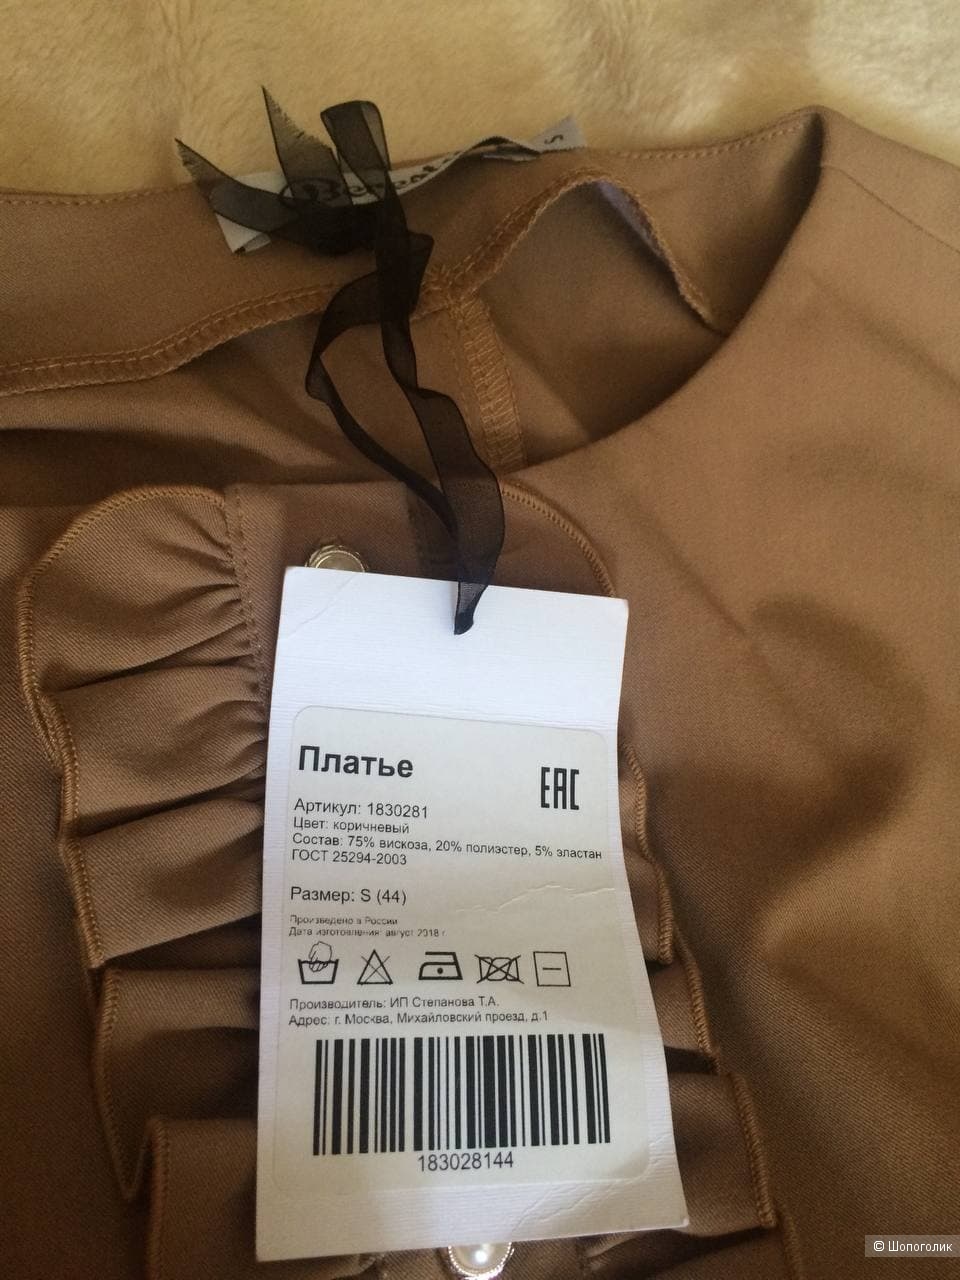 S
Платье
EAC
Артикул: 1830281
Цвет: коричневый
Состав: 75% вискоза, 20% полиэстер, 5% эластан
ГОСТ 25294-2003
Размер: S (44)
Произведено в России
Дата изготовления: август 2018 г
Производитель: ИП Степанова Т.А.
Адрес: г. Москва, Михайловский проезд, д.1
183028144
© Шопоголик